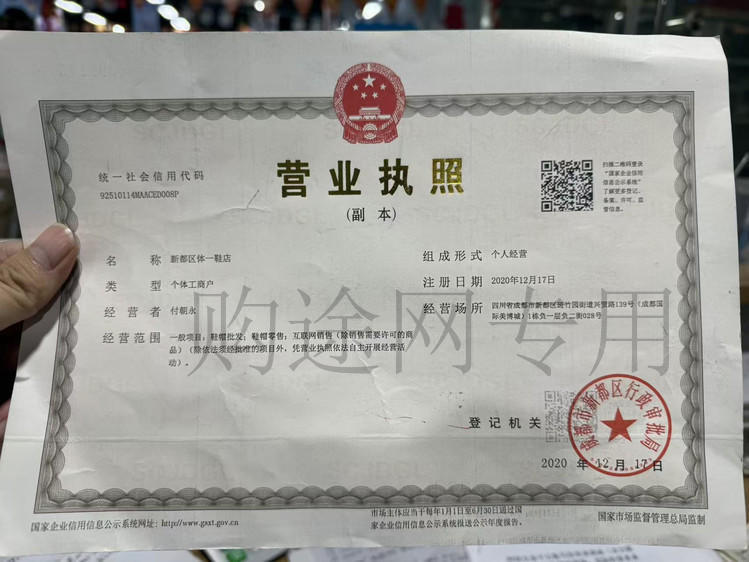 统一社会信用代码
92510114MAACED008P
营业执照
(副本)
扫描二维码登录
“国家企业信用
信息公示系统”
了解更多登记、
备案、许可、监
管信息。
名称 新都区体一鞋店
类型 个体工商户
经营者 付朝永
经营范围 一般项目：鞋帽批发；鞋帽零售；互联网销售（除销售需要许可的商
品）（除依法须经批准的项目外，凭营业执照依法自主开展经营活
动）。
组成形式 个人经营
注册日期 2020年12月17日
经营场所 四川省成都市新都区斑竹园街道兴贸路139号（成都国
际美博城）1栋负一层负二街028号
购途网专用
登记机关
成都市新都区行政审批局
2020 年 12 月 17 日
国家企业信用信息公示系统网址: http://www.gsxt.gov.cn
市场主体应当于每年1月1日至6月30日通过国
家企业信用信息公示系统报送公示年度报告。
国家市场监督管理总局监制